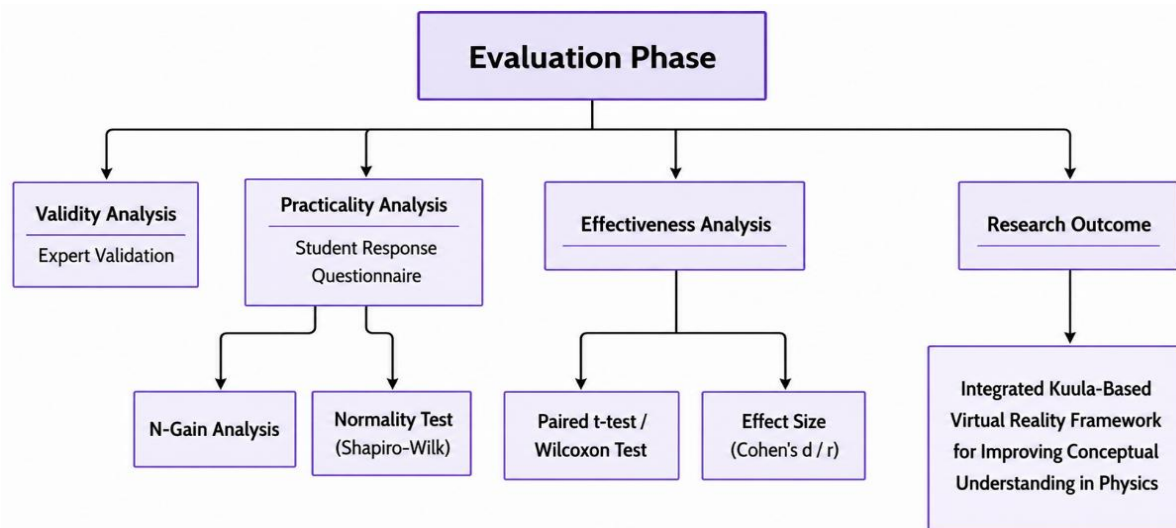 Evaluation Phase
Validity Analysis
Expert Validation
Practicality Analysis
Student Response
Questionnaire
Effectiveness Analysis
Research Outcome
N-Gain Analysis
Normality Test
(Shapiro-Wilk)
Paired t-test /
Wilcoxon Test
Effect Size
(Cohen's d / r)
Integrated Kuula-Based
Virtual Reality Framework
for Improving Conceptual
Understanding in Physics